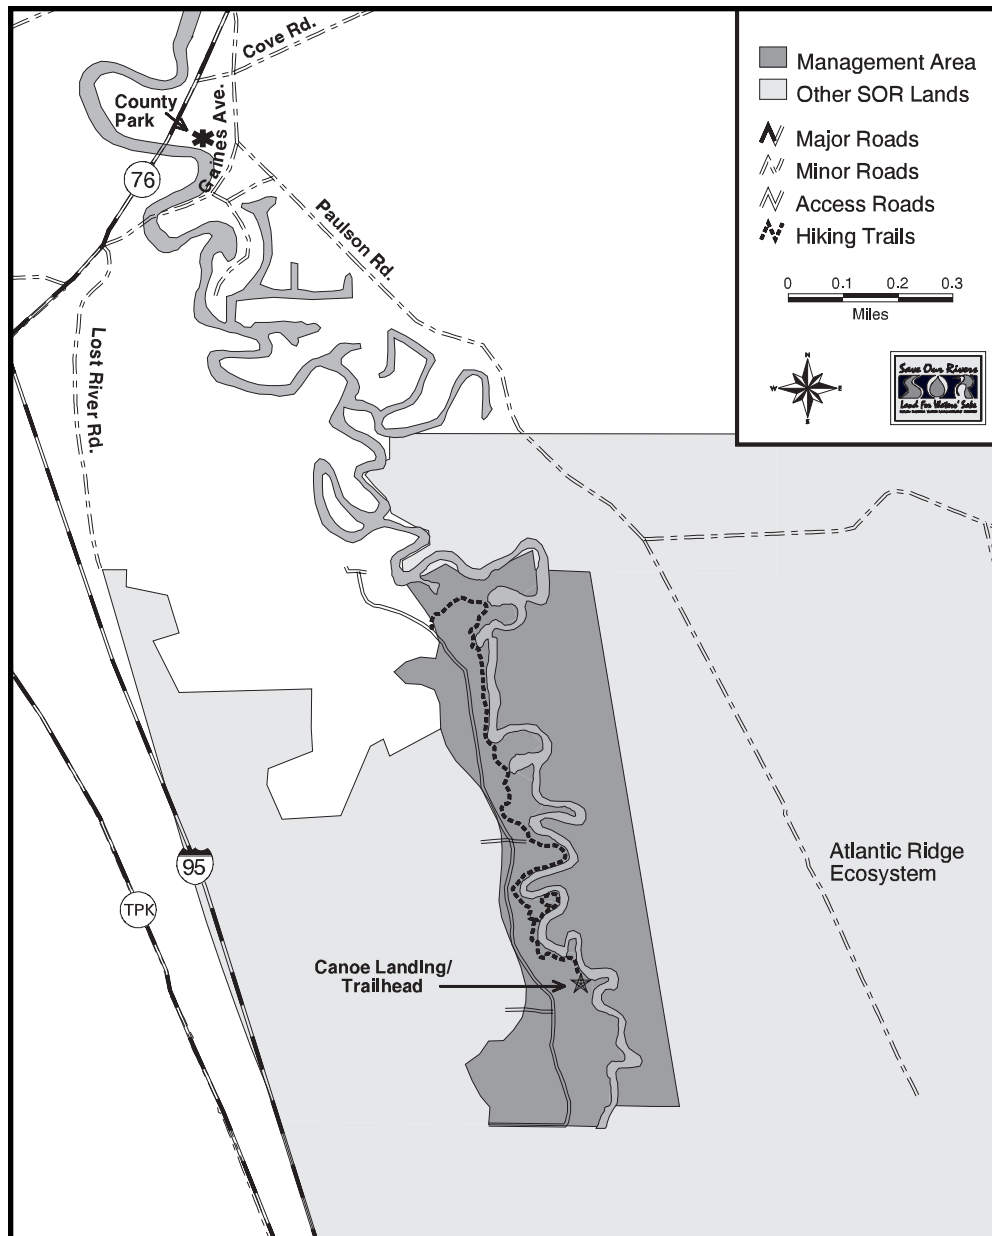 Cove Rd.
County
Park
Gaines Ave.
76
Paulson Rd.
Lost River Rd.
Management Area
Other SOR Lands
Major Roads
Minor Roads
Access Roads
Hiking Trails
0 0.1 0.2 0.3
Miles
N
W E
S
Save Our Rivers
Land For Waters' Sake
95
TPK
Atlantic Ridge
Ecosystem
Canoe Landing/
Trailhead